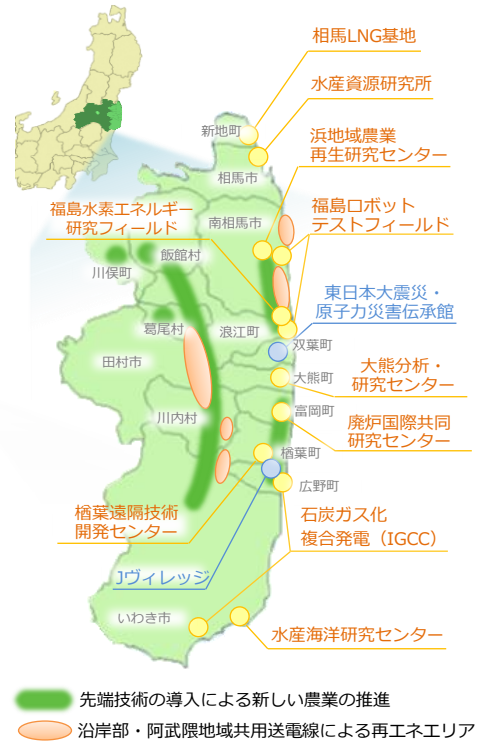 相馬LNG基地
水産資源研究所
新地町
浜地域農業
再生研究センター
相馬市
福島水素エネルギー
研究フィールド
南相馬市
福島ロボット
テストフィールド
飯館村
川俣町
東日本大震災・
原子力災害伝承館
葛尾村
浪江町
双葉町
田村市
大熊町
大熊分析・
研究センター
富岡町
川内村
廃炉国際共同
研究センター
楢葉町
広野町
楢葉遠隔技術
開発センター
石炭ガス化
複合発電（IGCC）
Jヴィレッジ
いわき市
水産海洋研究センター
先端技術の導入による新しい農業の推進
沿岸部・阿武隈地域共用送電線による再エネエリア